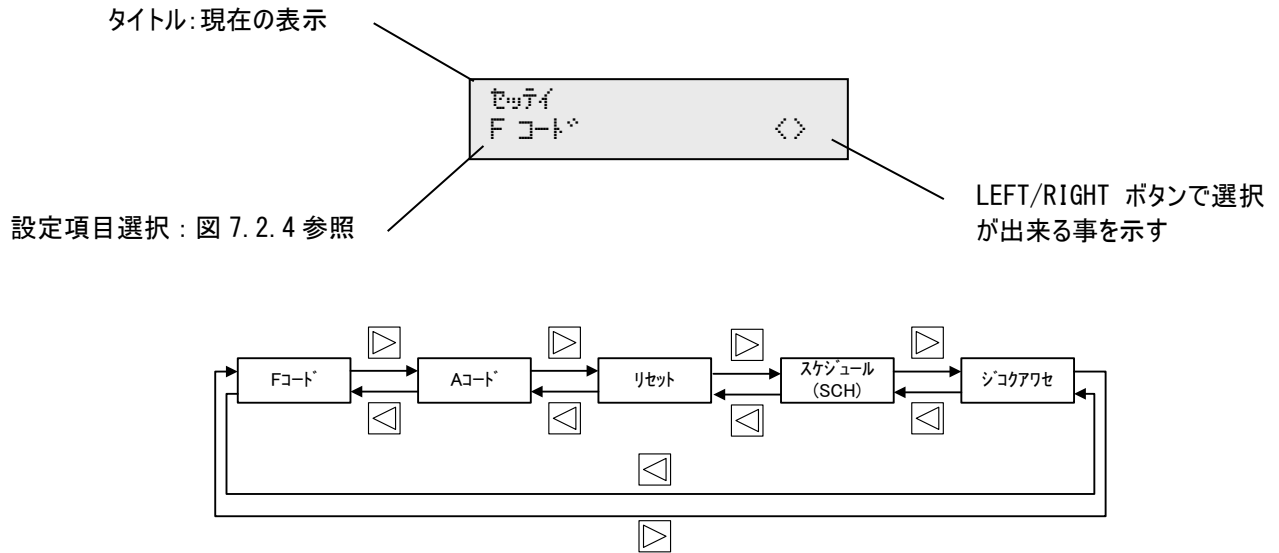 タイトル:現在の表示
セッテイ
F コード <>
設定項目選択:図 7.2.4 参照
LEFT/RIGHT ボタンで選択
が出来る事を示す
Fコード
Aコード
リセット
スケジュール
(SCH)
ジコクアワセ